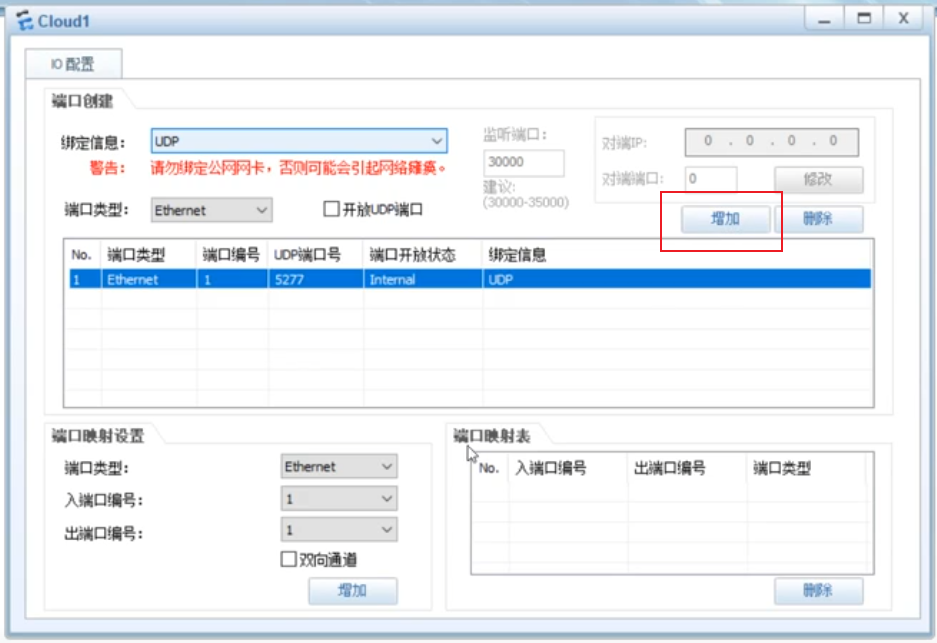 Cloud1
IO 配置
端口创建
绑定信息： UDP
警告： 请勿绑定公网网卡，否则可能会引起网络瘫痪。
端口类型： Ethernet 开放UDP端口
监听端口：
30000
建议:
(30000-35000)
对端IP： 0 . 0 . 0 . 0
对端端口： 0 修改
增加 删除
No. 端口类型 端口编号 UDP端口号 端口开放状态 绑定信息
1 Ethernet 1 5277 Internal UDP
端口映射设置
端口类型： Ethernet
入端口编号： 1
出端口编号： 1
双向通道
增加
端口映射表
No. 入端口编号 出端口编号 端口类型
删除